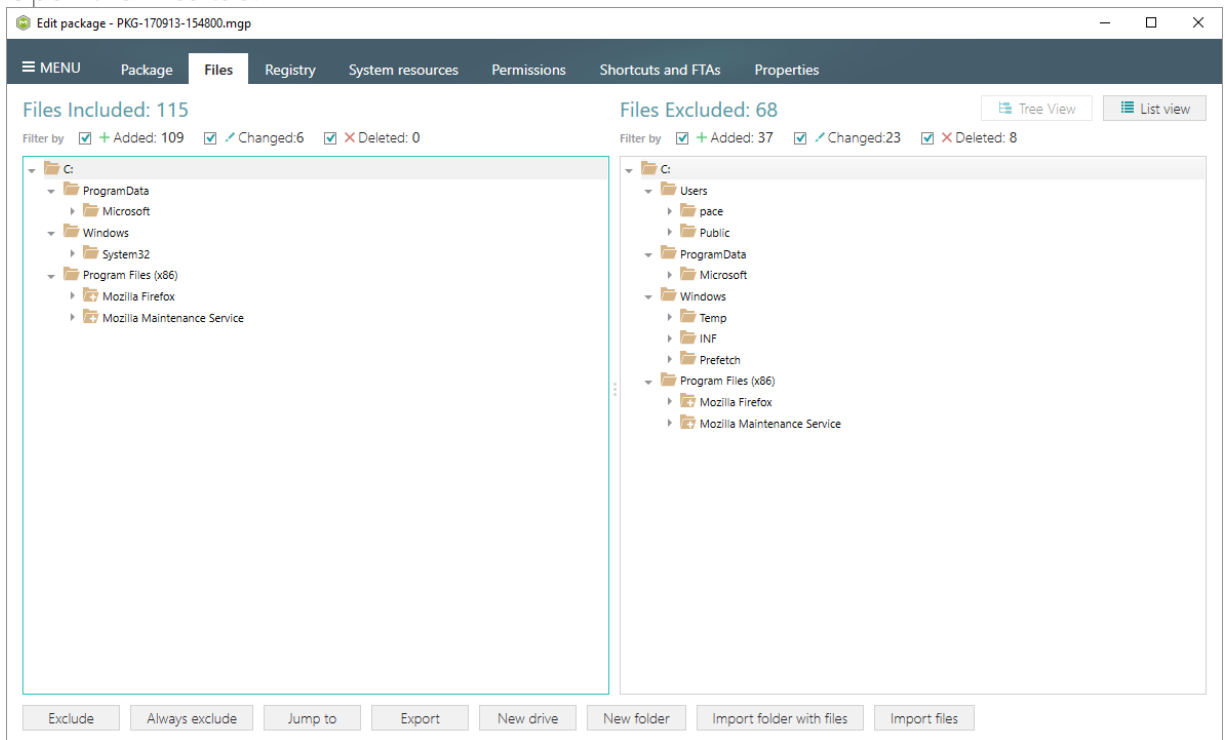 Edit package - PKG-170913-154800.mgp
MENU Package Files Registry System resources Permissions Shortcuts and FTAs Properties
Files Included: 115
Filter by + Added: 109 Changed:6 Deleted: 0
C:
ProgramData
Microsoft
Windows
System32
Program Files (x86)
Mozilla Firefox
Mozilla Maintenance Service
Files Excluded: 68
Tree View List view
Filter by + Added: 37 Changed:23 Deleted: 8
C:
Users
pace
Public
ProgramData
Microsoft
Windows
Temp
INF
Prefetch
Program Files (x86)
Mozilla Firefox
Mozilla Maintenance Service
Exclude Always exclude Jump to Export New drive New folder Import folder with files Import files